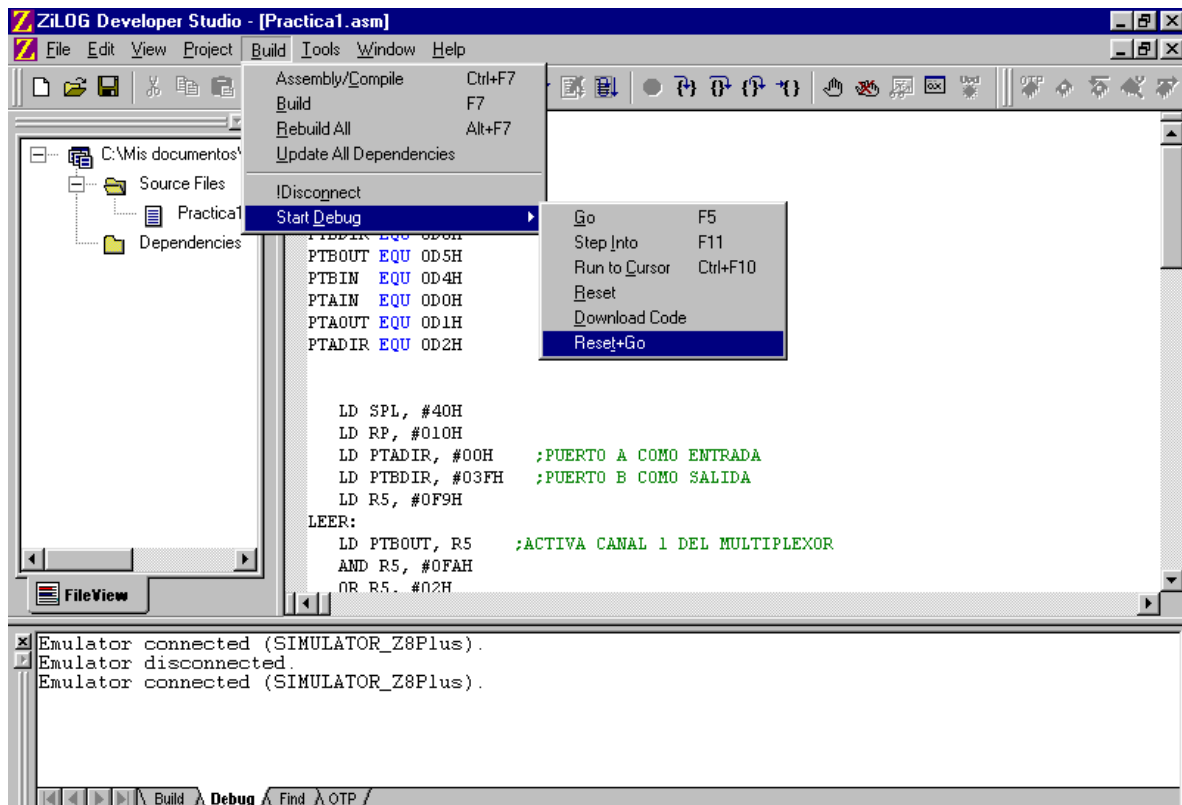 ZiLOG Developer Studio - [Practica1.asm]
File Edit View Project Build Tools Window Help
Assembly/Compile Ctrl+F7
Build F7
Rebuild All Alt+F7
Update All Dependencies
!Disconnect
Start Debug
Go F5
Step Into F11
Run to Cursor Ctrl+F10
Reset
Download Code
Reset+Go
C:\Mis documentos\
Source Files
Practica1
Dependencies
FileView
PTBOUT EQU 0D5H
PTBIN EQU 0D4H
PTAIN EQU 0D0H
PTAOUT EQU 0D1H
PTADIR EQU 0D2H
LD SPL, #40H
LD RP, #010H
LD PTADIR, #00H ;PUERTO A COMO ENTRADA
LD PTBDIR, #03FH ;PUERTO B COMO SALIDA
LD R5, #0F9H
LEER:
LD PTBOUT, R5 ;ACTIVA CANAL 1 DEL MULTIPLEXOR
AND R5, #0FAH
OR R5, #02H
Emulator connected (SIMULATOR_Z8Plus).
Emulator disconnected.
Emulator connected (SIMULATOR_Z8Plus).
Build Debug Find OTP